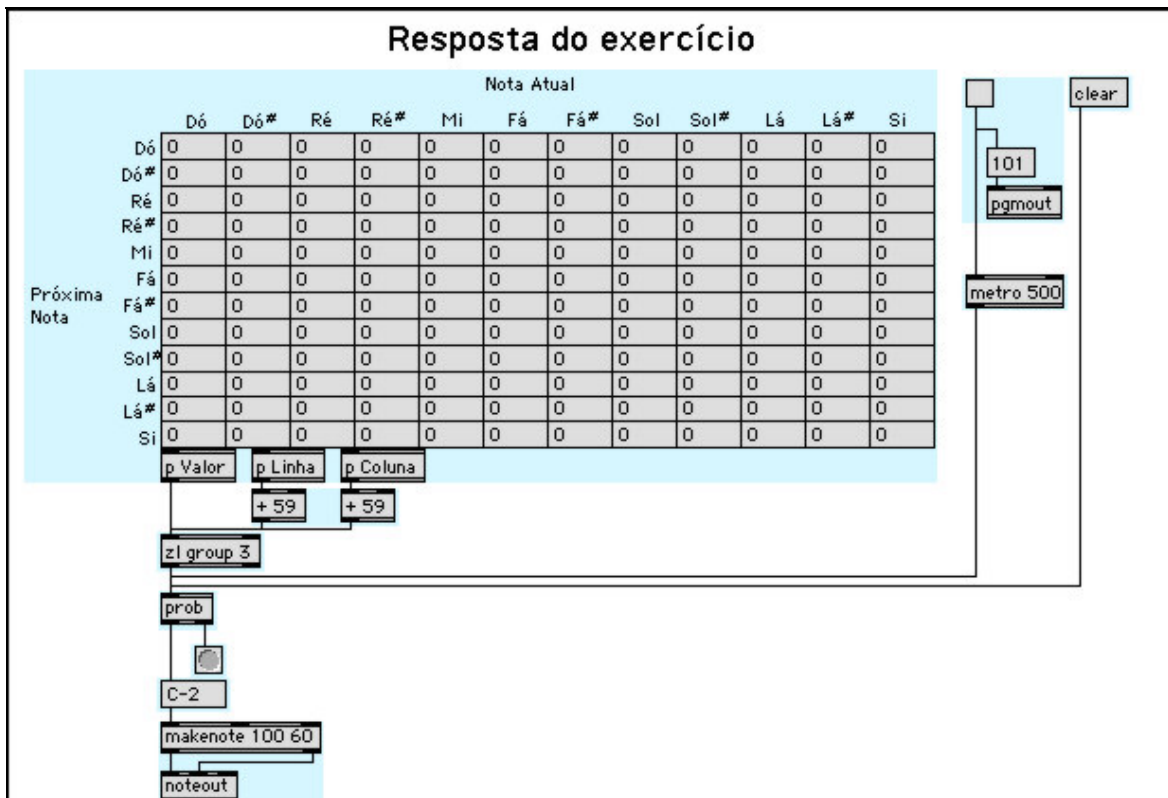 Resposta do exercício
Nota Atual
clear
Dó Dó# Ré Ré# Mi Fá Fá# Sol Sol# Lá Lá# Si
Dó 0 0 0 0 0 0 0 0 0 0 0 0
101
Dó# 0 0 0 0 0 0 0 0 0 0 0 0
Ré 0 0 0 0 0 0 0 0 0 0 0 0
pgmout
Ré# 0 0 0 0 0 0 0 0 0 0 0 0
Mi 0 0 0 0 0 0 0 0 0 0 0 0
Fá 0 0 0 0 0 0 0 0 0 0 0 0
Próxima
Nota
metro 500
Fá# 0 0 0 0 0 0 0 0 0 0 0 0
Sol 0 0 0 0 0 0 0 0 0 0 0 0
Sol# 0 0 0 0 0 0 0 0 0 0 0 0
Lá 0 0 0 0 0 0 0 0 0 0 0 0
Lá# 0 0 0 0 0 0 0 0 0 0 0 0
Si 0 0 0 0 0 0 0 0 0 0 0 0
p Valor p Linha p Coluna
+ 59 + 59
zl group 3
prob
C-2
makenote 100 60
noteout